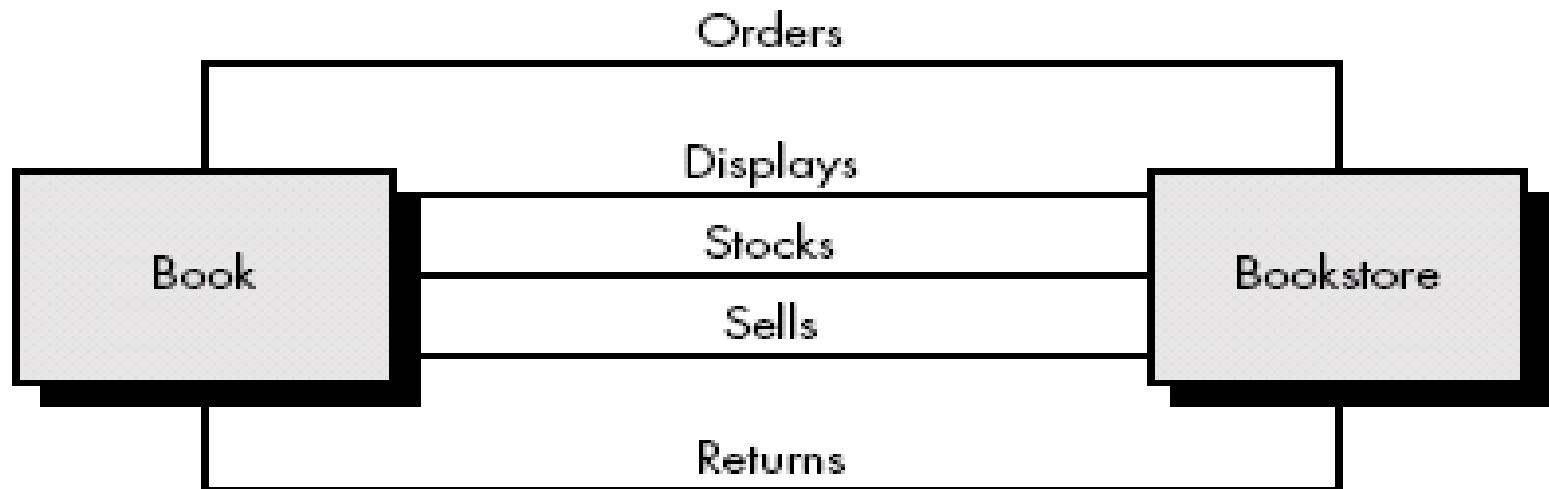 Orders
Displays
Stocks
Book
Bookstore
Sells
Returns